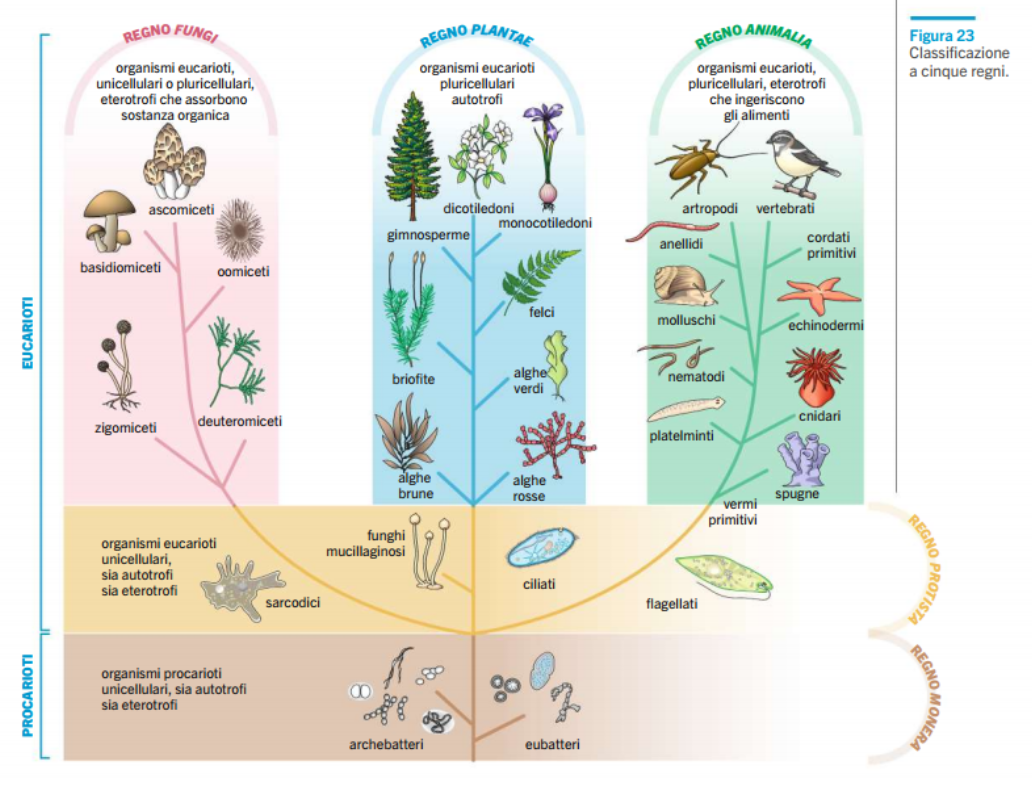 REGNO FUNGI
organismi eucarioti,
unicellulari o pluricellulari,
eterotrofi che assorbono
sostanza organica
ascomiceti
basidiomiceti
oomiceti
zigomiceti
deuteromiceti
REGNO PLANTAE
organismi eucarioti
pluricellulari
autotrofi
dicotiledoni
monocotiledoni
gimnosperme
felci
briofite
alghe
verdi
alghe
brune
alghe
rosse
REGNO ANIMALIA
organismi eucarioti,
pluricellulari, eterotrofi
che ingeriscono
gli alimenti
artropodi
vertebrati
anellidi
cordati
primitivi
molluschi
echinodermi
nematodi
cnidari
platelminti
spugne
vermi
primitivi
Figura 23
Classificazione
a cinque regni.
EUCARIOTI
organismi eucarioti
unicellulari,
sia autotrofi
sia eterotrofi
sarcodici
funghi
mucillaginosi
ciliati
flagellati
REGNO PROTISTA
PROCARIOTI
organismi procarioti
unicellulari, sia autotrofi
sia eterotrofi
archebatteri
eubatteri
REGNO MONERA